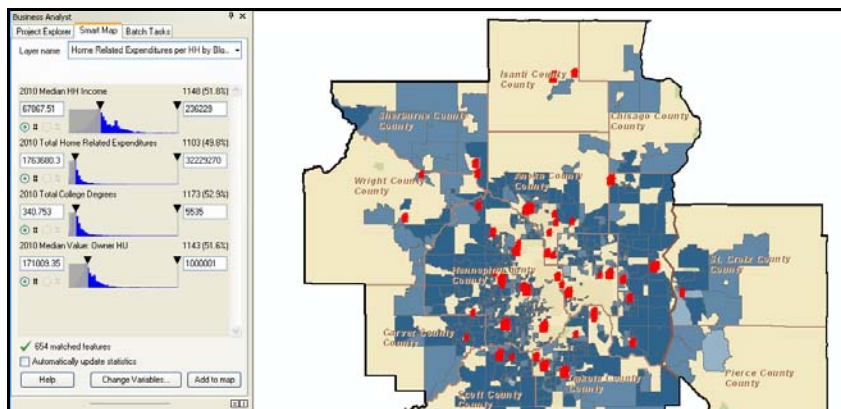 Business Analyst
Project Explorer Smart Map Batch Tasks
Layer name Home Related Expenditures per HH by Blo..
2010 Median HH Income 1148 (51.8%)
67867.51 236228
# %
2010 Total Home Related Expenditures 1103 (49.8%)
1763680.3 32229270
# %
2010 Total College Degrees 1173 (52.9%)
340.753 5535
# %
2010 Median Value: Owner HU 1143 (51.6%)
171009.35 1000001
# %
654 matched features
Automatically update statistics
Help Change Variables... Add to map
Isanti County
County
Sherburne County
County
Chisago County
County
Wright County
County
Anoka County
County
Hennepin County
County
St. Croix County
County
Carver County
County
Scott County
County
Dakota County
County
Pierce County
County